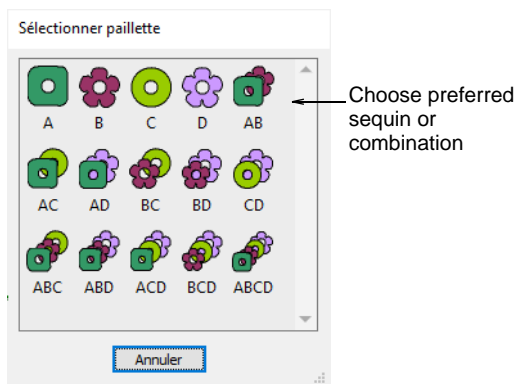 Sélectionner paillette
A B C D AB
AC AD BC BD CD
ABC ABD ACD BCD ABCD
Annuler
Choose preferred
sequin or
combination